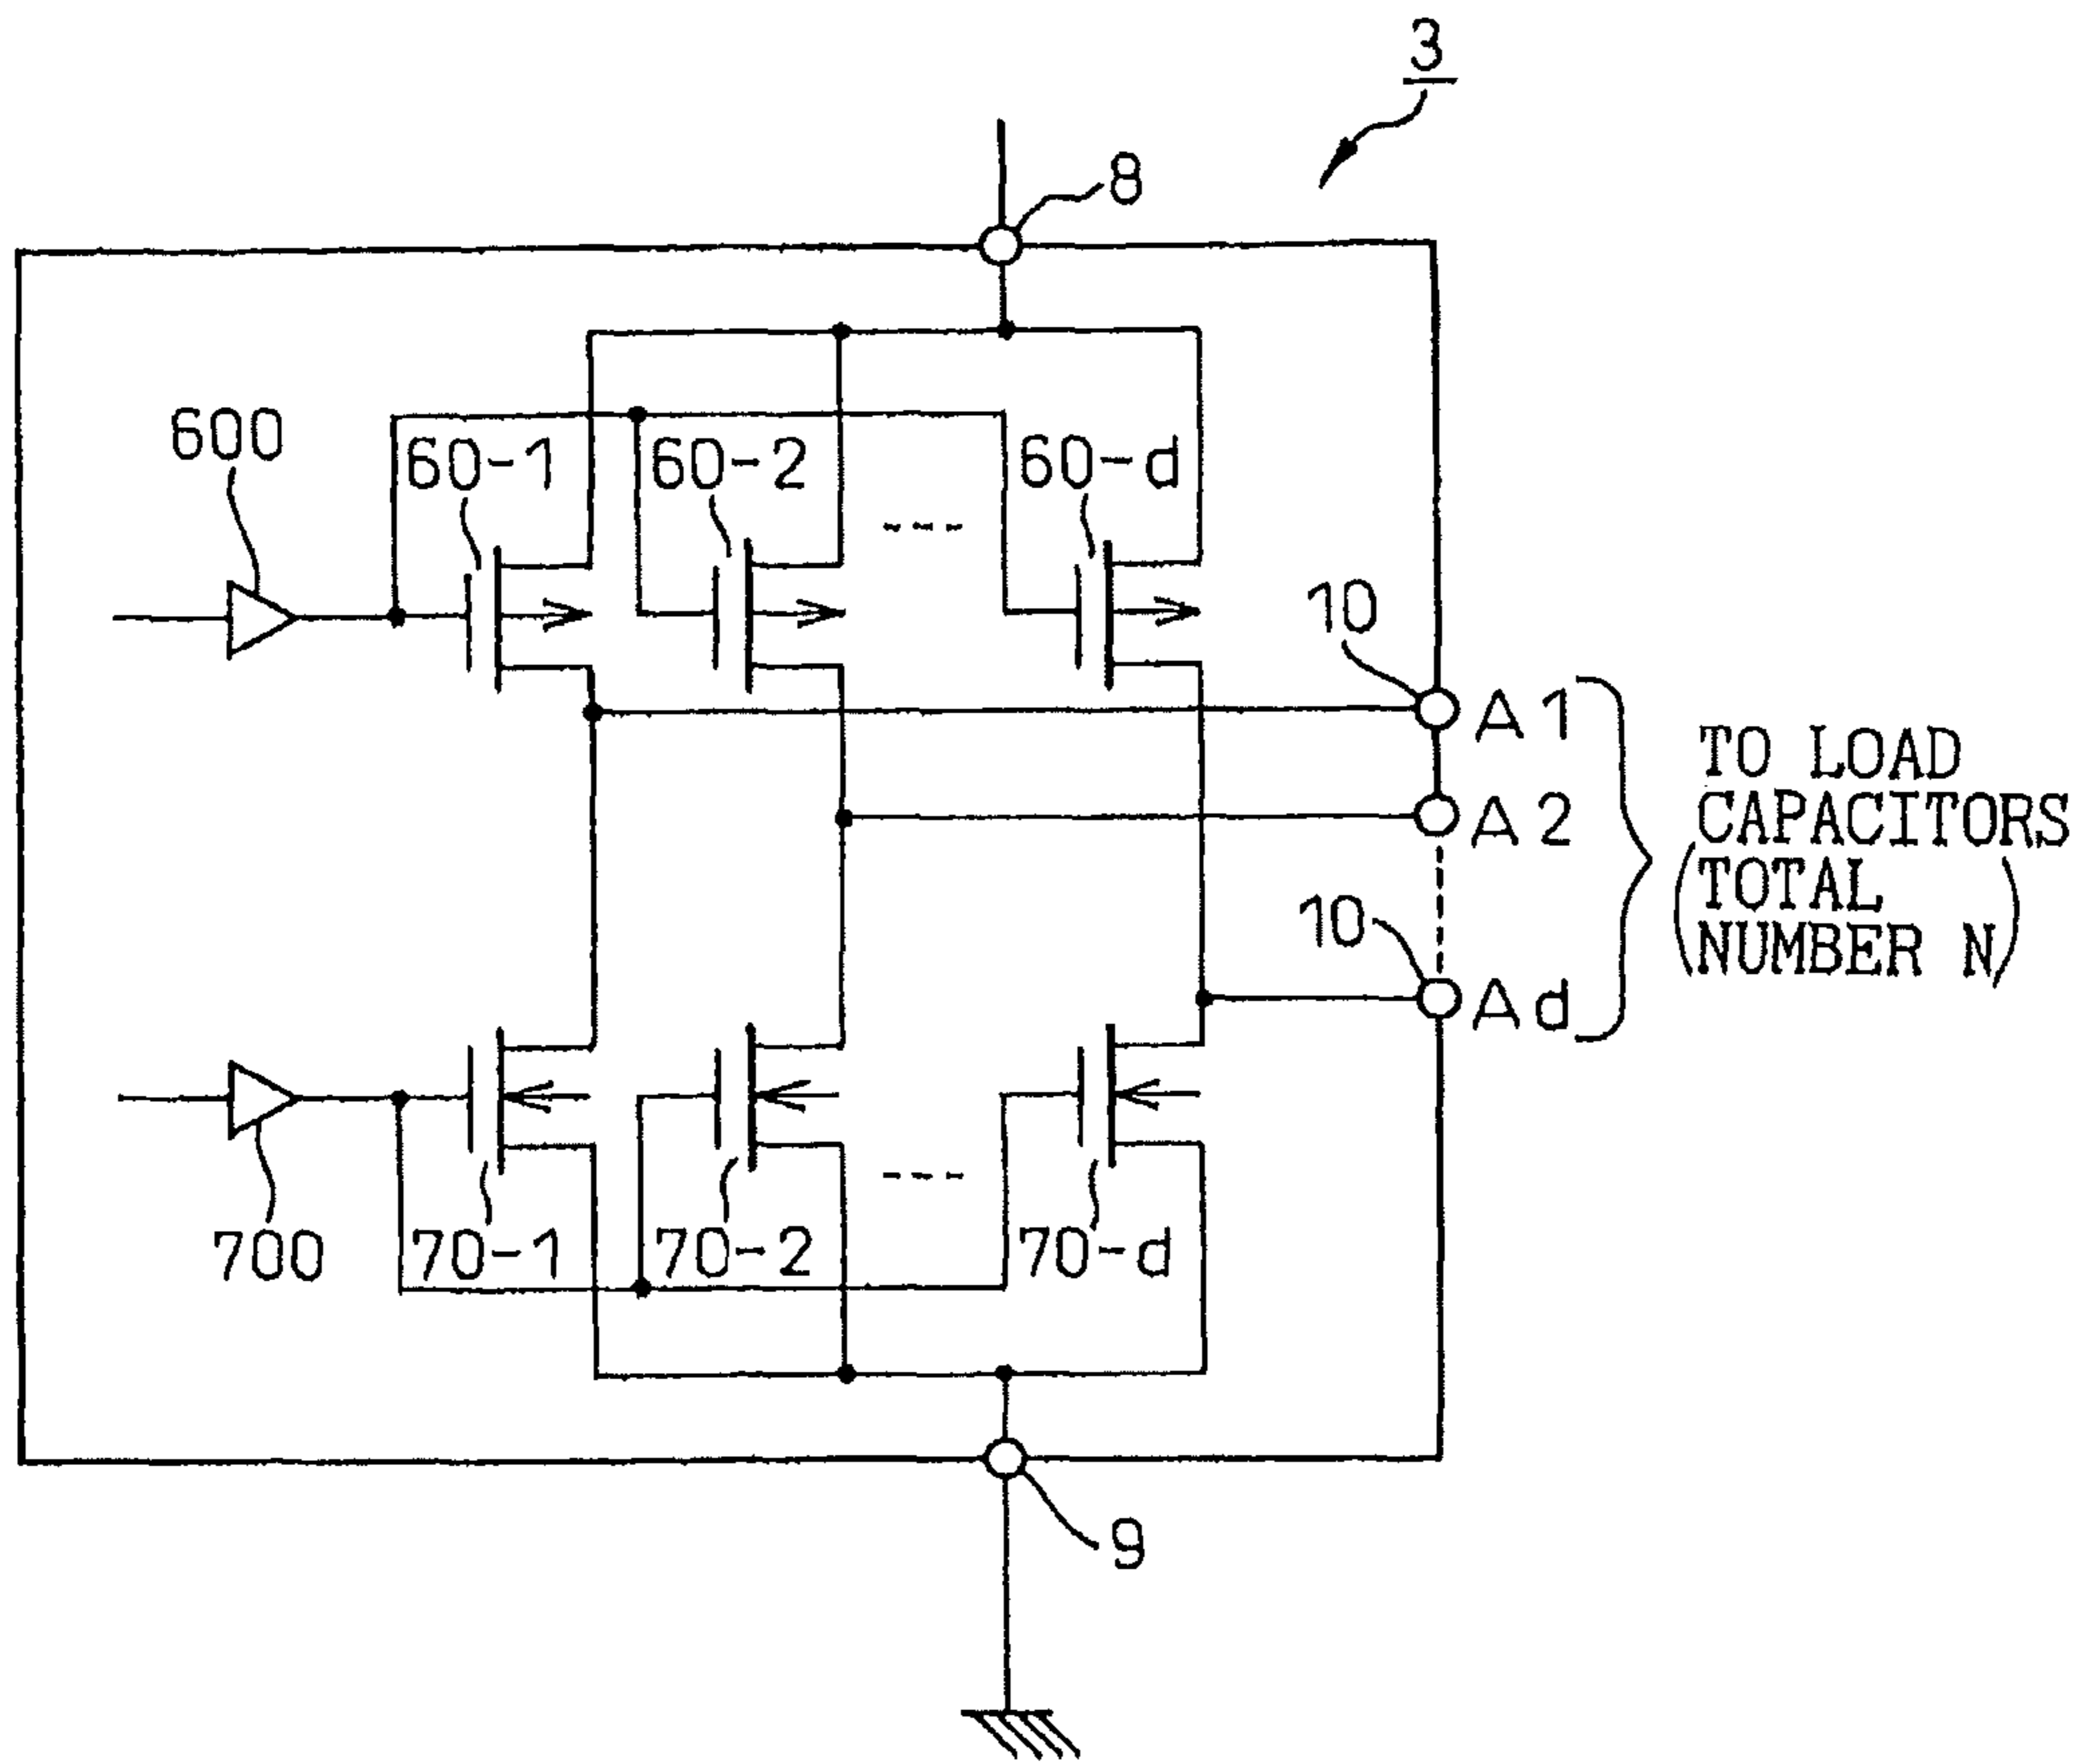 3
8
600
60-1
60-2
60-d
---
10
A1
A2
TO LOAD
CAPACITORS
(TOTAL
NUMBER N)
10
Ad
700
70-1
70-2
---
70-d
9